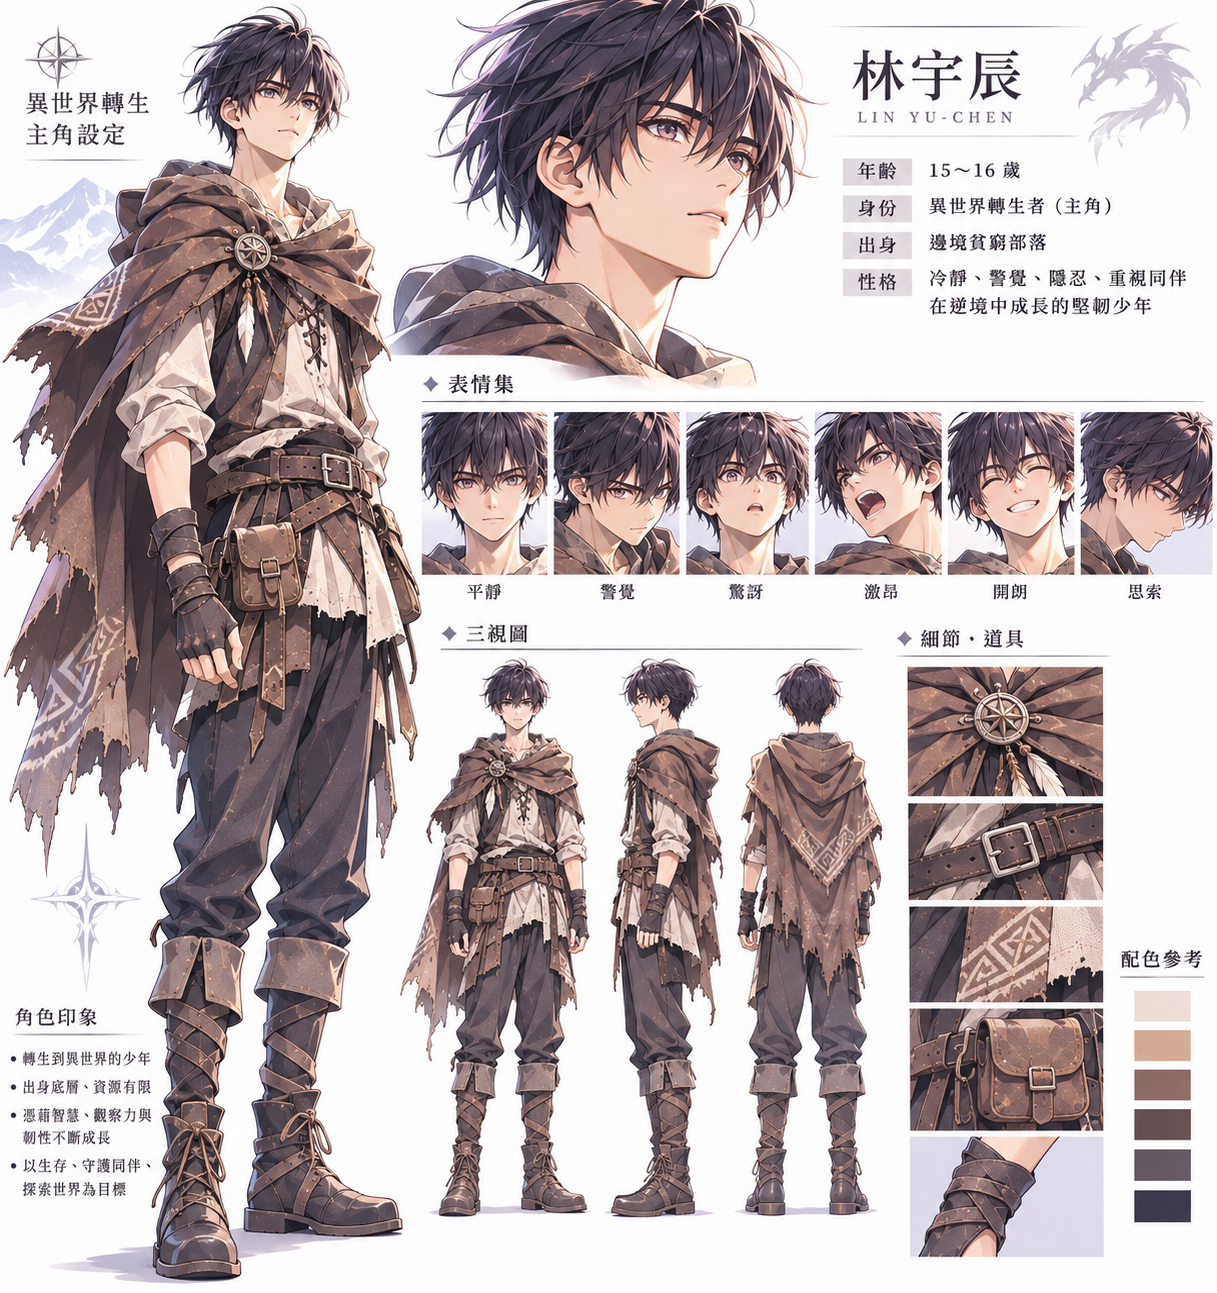 異世界轉生
主角設定
林宇辰
LIN YU-CHEN
年齡 15～16 歲
身份 異世界轉生者（主角）
出身 邊境貧窮部落
性格 冷靜、警覺、隱忍、重視同伴
在逆境中成長的堅韌少年
表情集
平靜
警覺
驚訝
激昂
開朗
思索
三視圖
細節・道具
配色參考
角色印象
• 轉生到異世界的少年
• 出身底層、資源有限
• 憑藉智慧、觀察力與
韌性不斷成長
• 以生存、守護同伴、
探索世界為目標